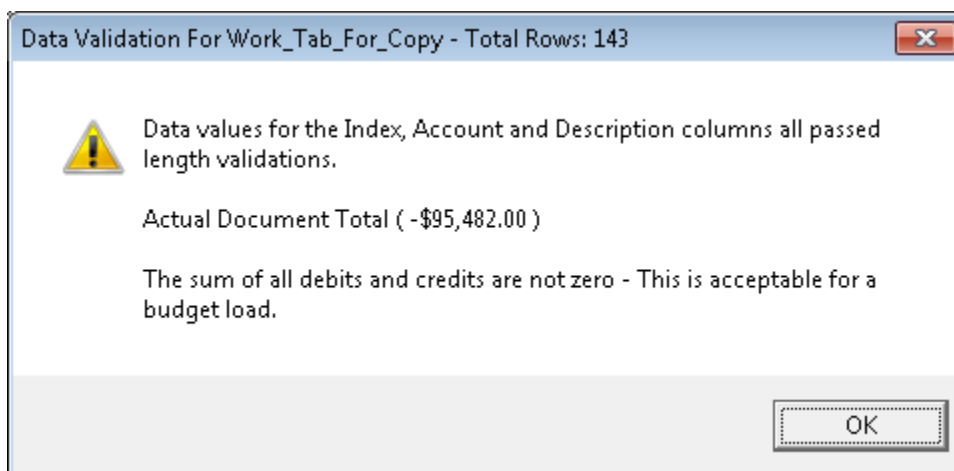 Data Validation For Work_Tab_For_Copy - Total Rows: 143
Data values for the Index, Account and Description columns all passed
length validations.
Actual Document Total ( -$95,482.00 )
The sum of all debits and credits are not zero - This is acceptable for a
budget load.
OK